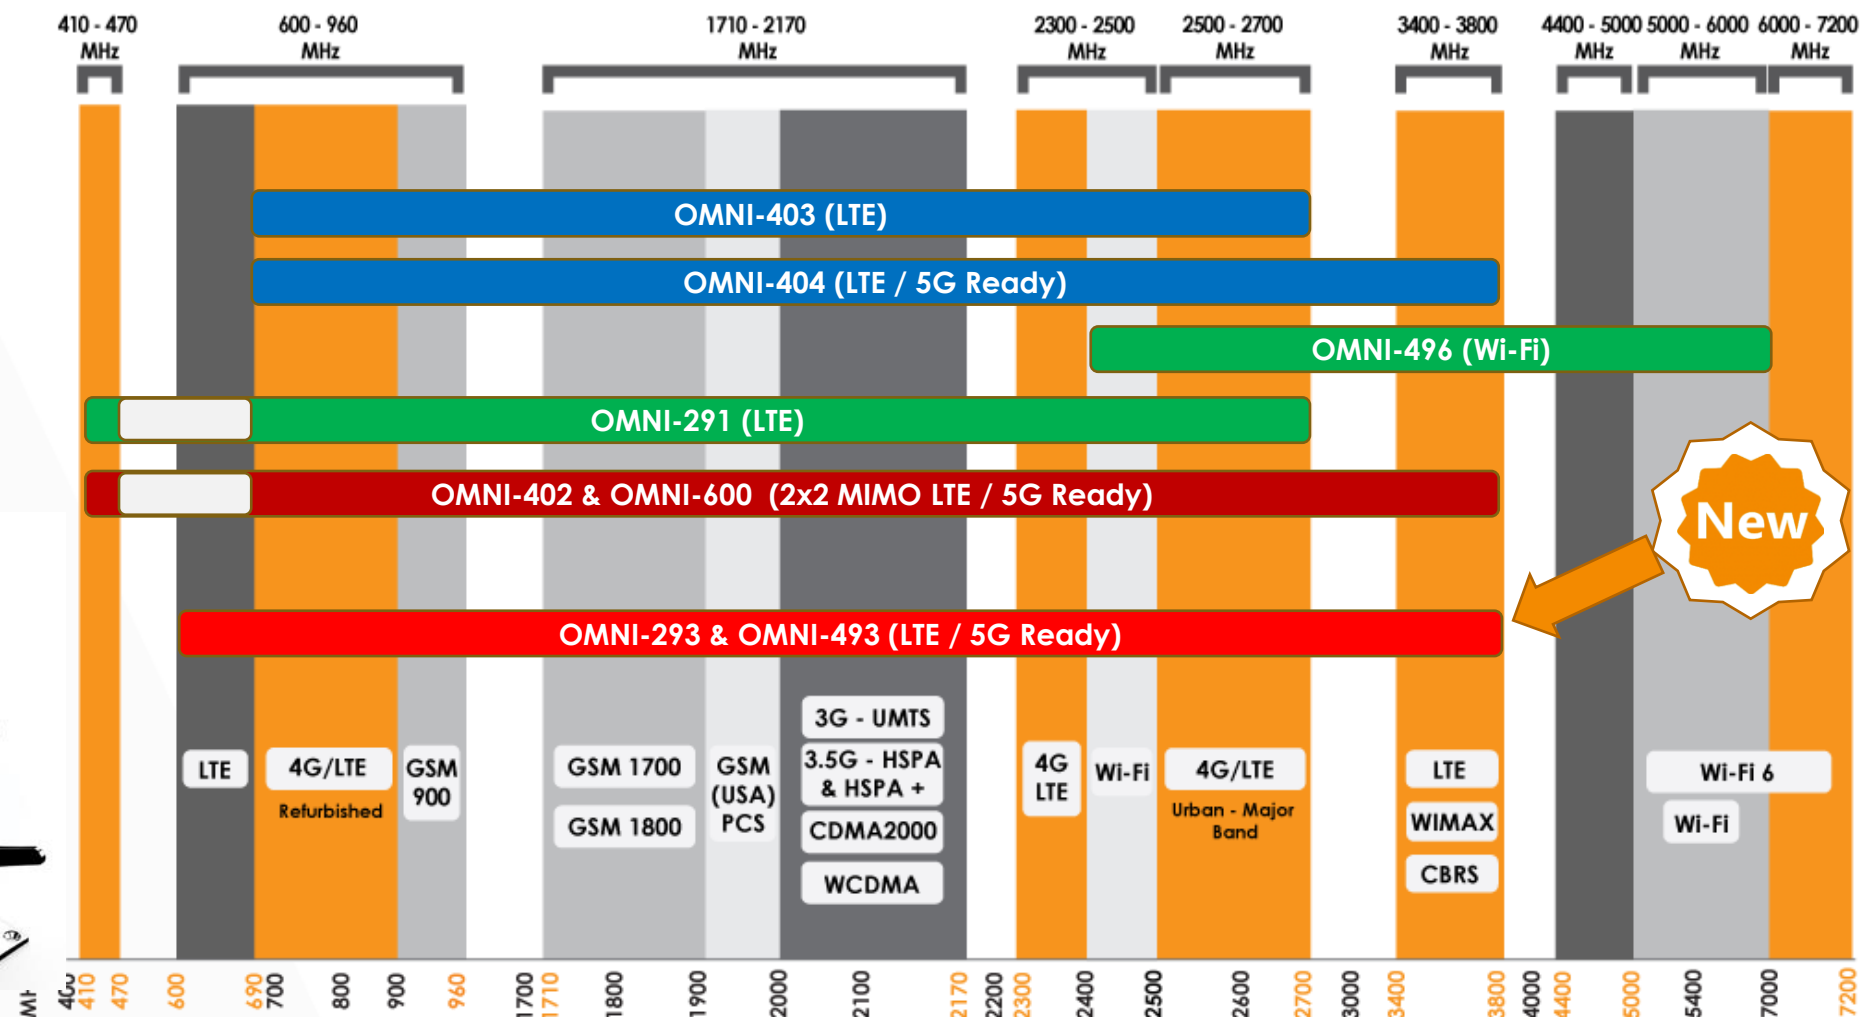 410 - 470
MHz
600 - 960
MHz
1710 - 2170
MHz
2300 - 2500
MHz
2500 - 2700
MHz
3400 - 3800
MHz
4400 - 5000
MHz
5000 - 6000
MHz
6000 - 7200
MHz
OMNI-403 (LTE)
OMNI-404 (LTE / 5G Ready)
OMNI-496 (Wi-Fi)
OMNI-291 (LTE)
OMNI-402 & OMNI-600 (2x2 MIMO LTE / 5G Ready)
New
OMNI-293 & OMNI-493 (LTE / 5G Ready)
LTE
4G/LTE
Refurbished
GSM
900
GSM 1700
GSM 1800
GSM
(USA)
PCS
3G - UMTS
3.5G - HSPA
& HSPA +
CDMA2000
WCDMA
4G
LTE
Wi-Fi
4G/LTE
Urban - Major
Band
LTE
WIMAX
CBRS
Wi-Fi 6
Wi-Fi
400
410
470
600
690
700
800
900
960
1700
1710
1800
1900
2000
2100
2170
2200
2300
2400
2500
2600
2700
3000
3400
3800
4000
4400
5000
5400
7000
7200